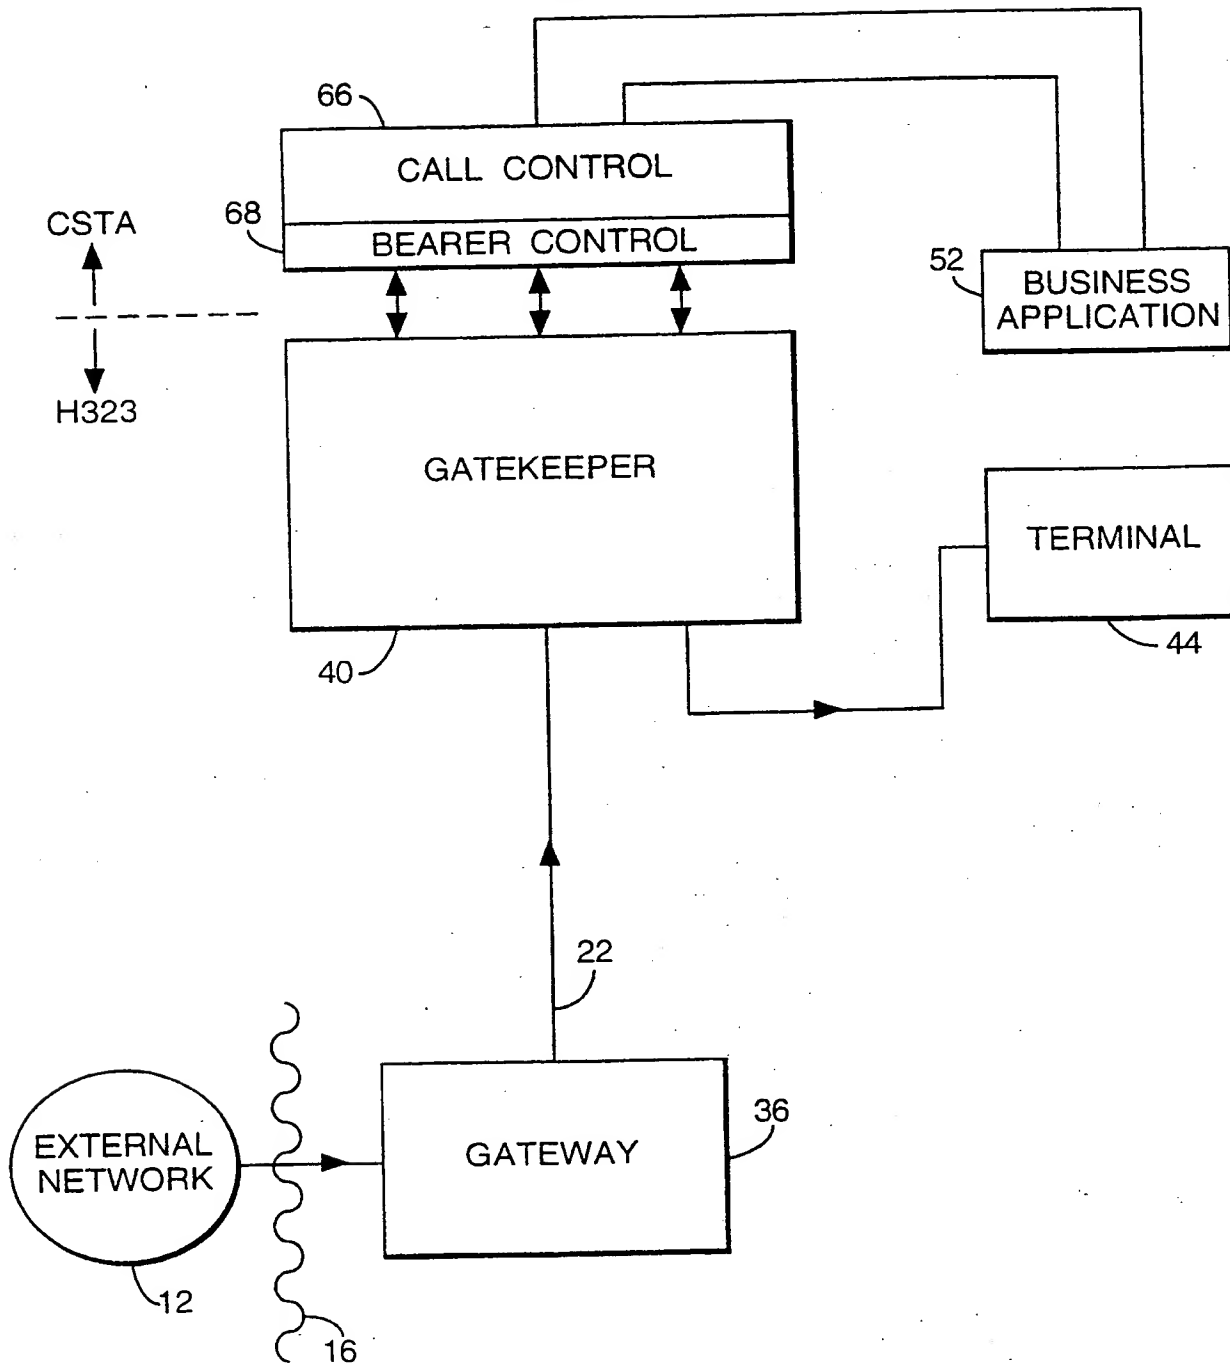 66
CALL CONTROL
68
CSTA
BEARER CONTROL
52
BUSINESS
APPLICATION
H323
GATEKEEPER
TERMINAL
40
44
22
36
EXTERNAL
NETWORK
GATEWAY
12
16